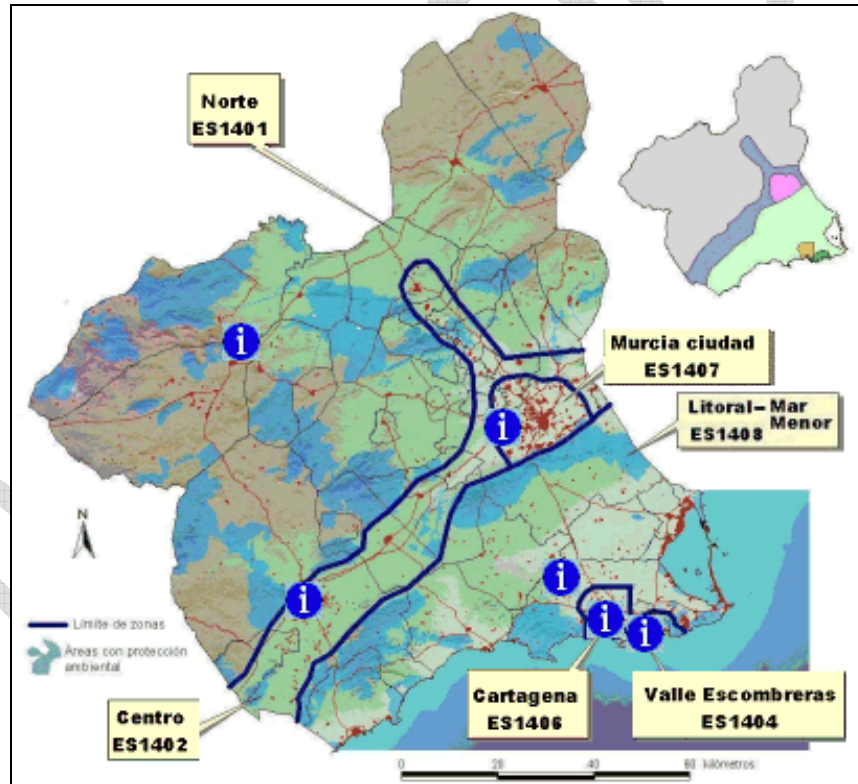 Norte
ES1401
Murcia ciudad
ES1407
Litoral-Mar
Menor
ES1408
N
Límite de zonas
Áreas con protección
ambiental
Cartagena
ES1406
Valle Escombreras
ES1404
Centro
ES1402
0 20 40 60 kilómetros
i
i
i
i
i
i